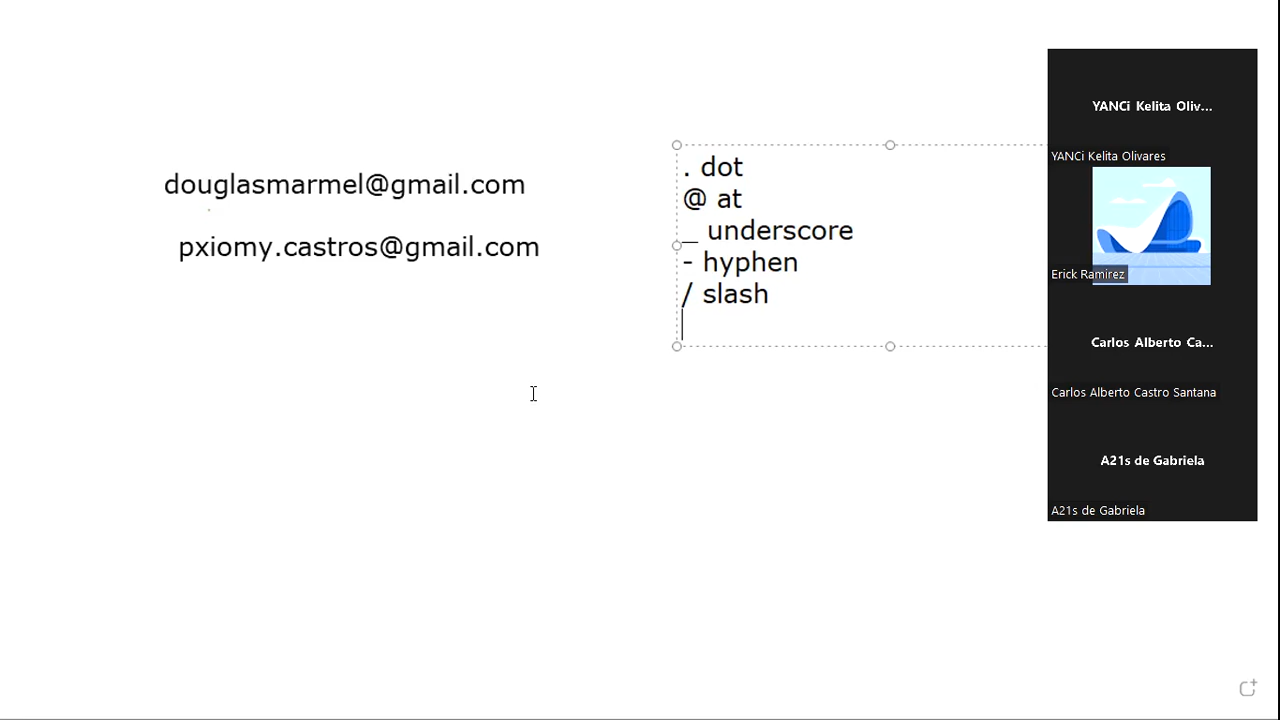 douglasmarmel@gmail.com
pxiomy.castros@gmail.com
. dot
@ at
_ underscore
- hyphen
/ slash
YANCi Kelita Oliv...
YANCi Kelita Olivares
Erick Ramirez
Carlos Alberto Ca...
Carlos Alberto Castro Santana
A21s de Gabriela
A21s de Gabriela